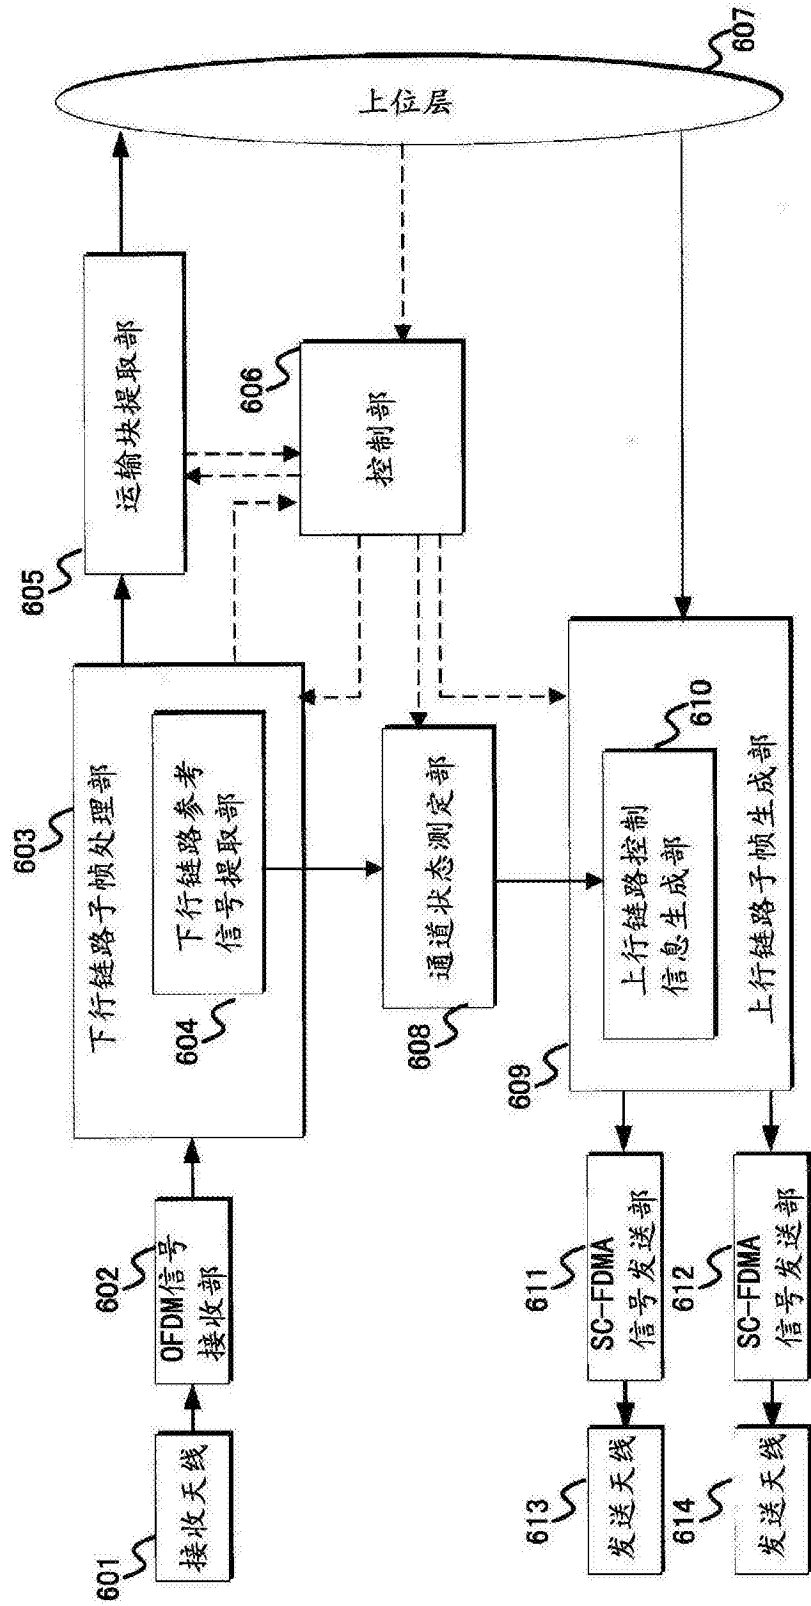 601
接收天线
602
OFDM信号
接收部
603
下行链路子帧处理部
604
下行链路参考
信号提取部
605
运输块提取部
606
控制部
607
上位层
608
通道状态测定部
609
610
上行链路控制
信息生成部
上行链路子帧生成部
611
SC-FDMA
信号发送部
612
SC-FDMA
信号发送部
613
发送天线
614
发送天线